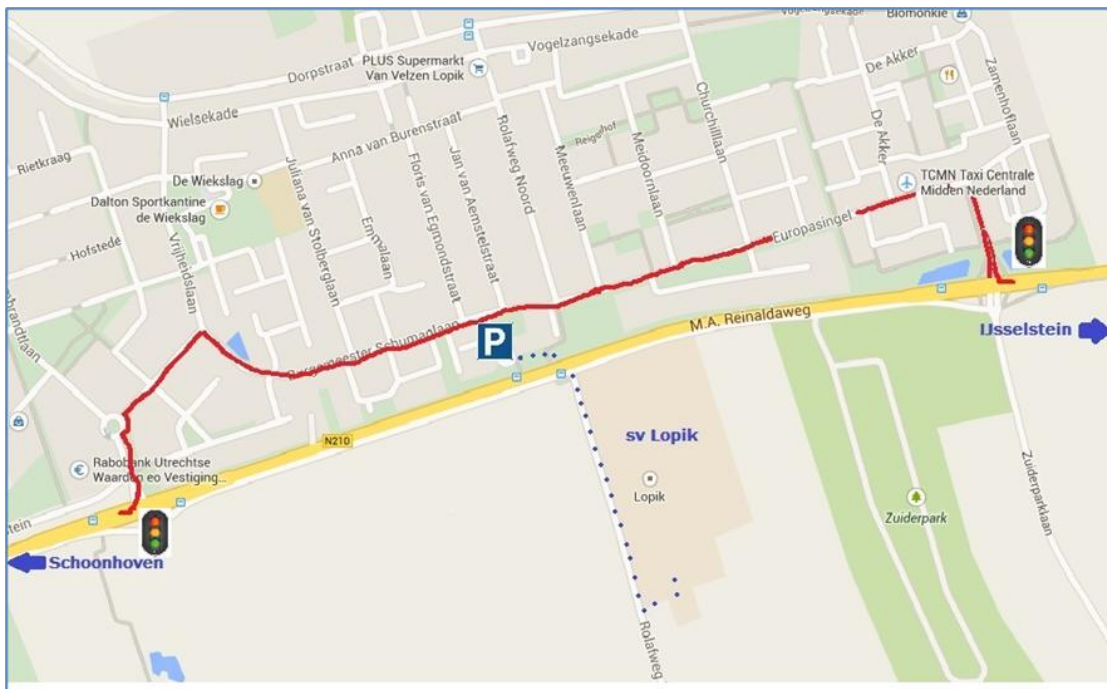 Vogelzangsekade
Biomonkie
Dorpstraat
PLUS Supermarkt
Van Velzen Lopik
Vogelzangsekade
De Akker
Wielsekade
Rolafweg Noord
Churchilllaan
Zamenhoflaan
Anna van Burenstraat
Reigerhof
De Akker
Rietkraag
De Wiekslag
Juliana van Stolberglaan
Floris van Egmondstraat
Jan van Aemstelstraat
Meeuwenlaan
Meidoornlaan
TCMN Taxi Centrale
Midden Nederland
Dalton Sportkantine
de Wiekslag
Emmalaan
Europasingel
Hofstede
Vrijheidslaan
Burgemeester Schumanlaan
P
M.A. Reinaldaweg
IJsselstein
N210
sv Lopik
Rabobank Utrechtse
Waarden eo Vestiging...
Lopik
Zuiderpark
Zuiderparklaan
stein
Schoonhoven
Rolafweg